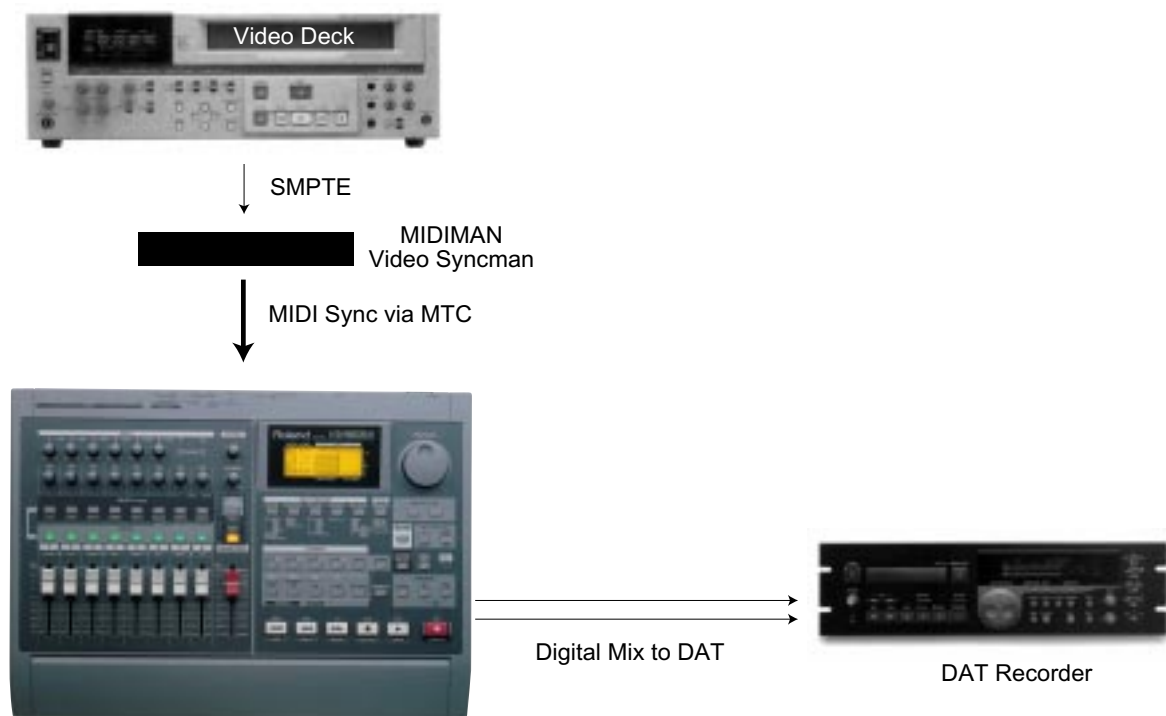 Video Deck
SMPTE
MIDIMAN
Video Syncman
MIDI Sync via MTC
Roland
Digital Mix to DAT
DAT Recorder